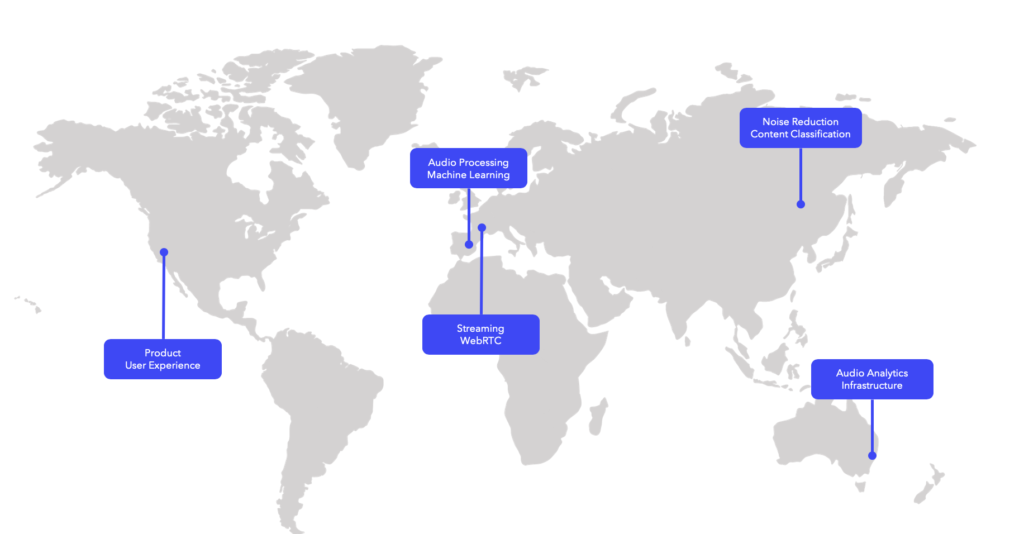 Noise Reduction
Content Classification
Audio Processing
Machine Learning
Streaming
WebRTC
Product
User Experience
Audio Analytics
Infrastructure